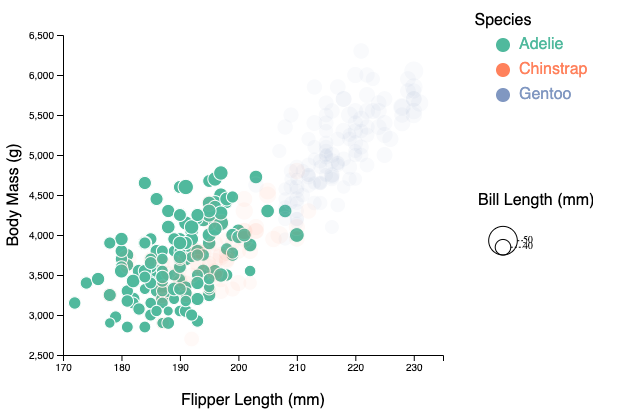 Species
Adelie
Chinstrap
Gentoo
Bill Length (mm)
50
40
Body Mass (g)
6,500
6,000
5,500
5,000
4,500
4,000
3,500
3,000
2,500
170 180 190 200 210 220 230
Flipper Length (mm)